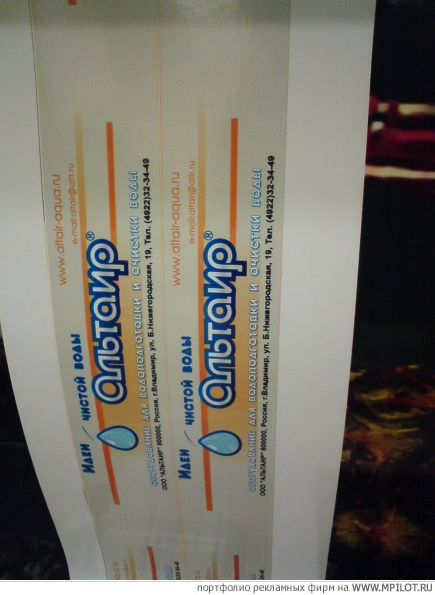 www.altair-aqua.ru
e-mail:altair@altr.ru
Идеи чистой воды
альтаир®
ОБОРУДОВАНИЕ ДЛЯ ВОДОПОДГОТОВКИ И ОЧИСТКИ ВОДЫ
ООО "АЛЬТАИР" 600000, Россия, г.Владимир, ул. Б.Нижегородская, 19, Тел. (4922)32-34-49
www.altair-aqua.ru
e-mail:altair@altr.ru
Идеи чистой воды
альтаир®
ОБОРУДОВАНИЕ ДЛЯ ВОДОПОДГОТОВКИ И ОЧИСТКИ ВОДЫ
ООО "АЛЬТАИР" 600000, Россия, г.Владимир, ул. Б.Нижегородская, 19, Тел. (4922)32-34-49
портфолио рекламных фирм на WWW.MPILOT.RU